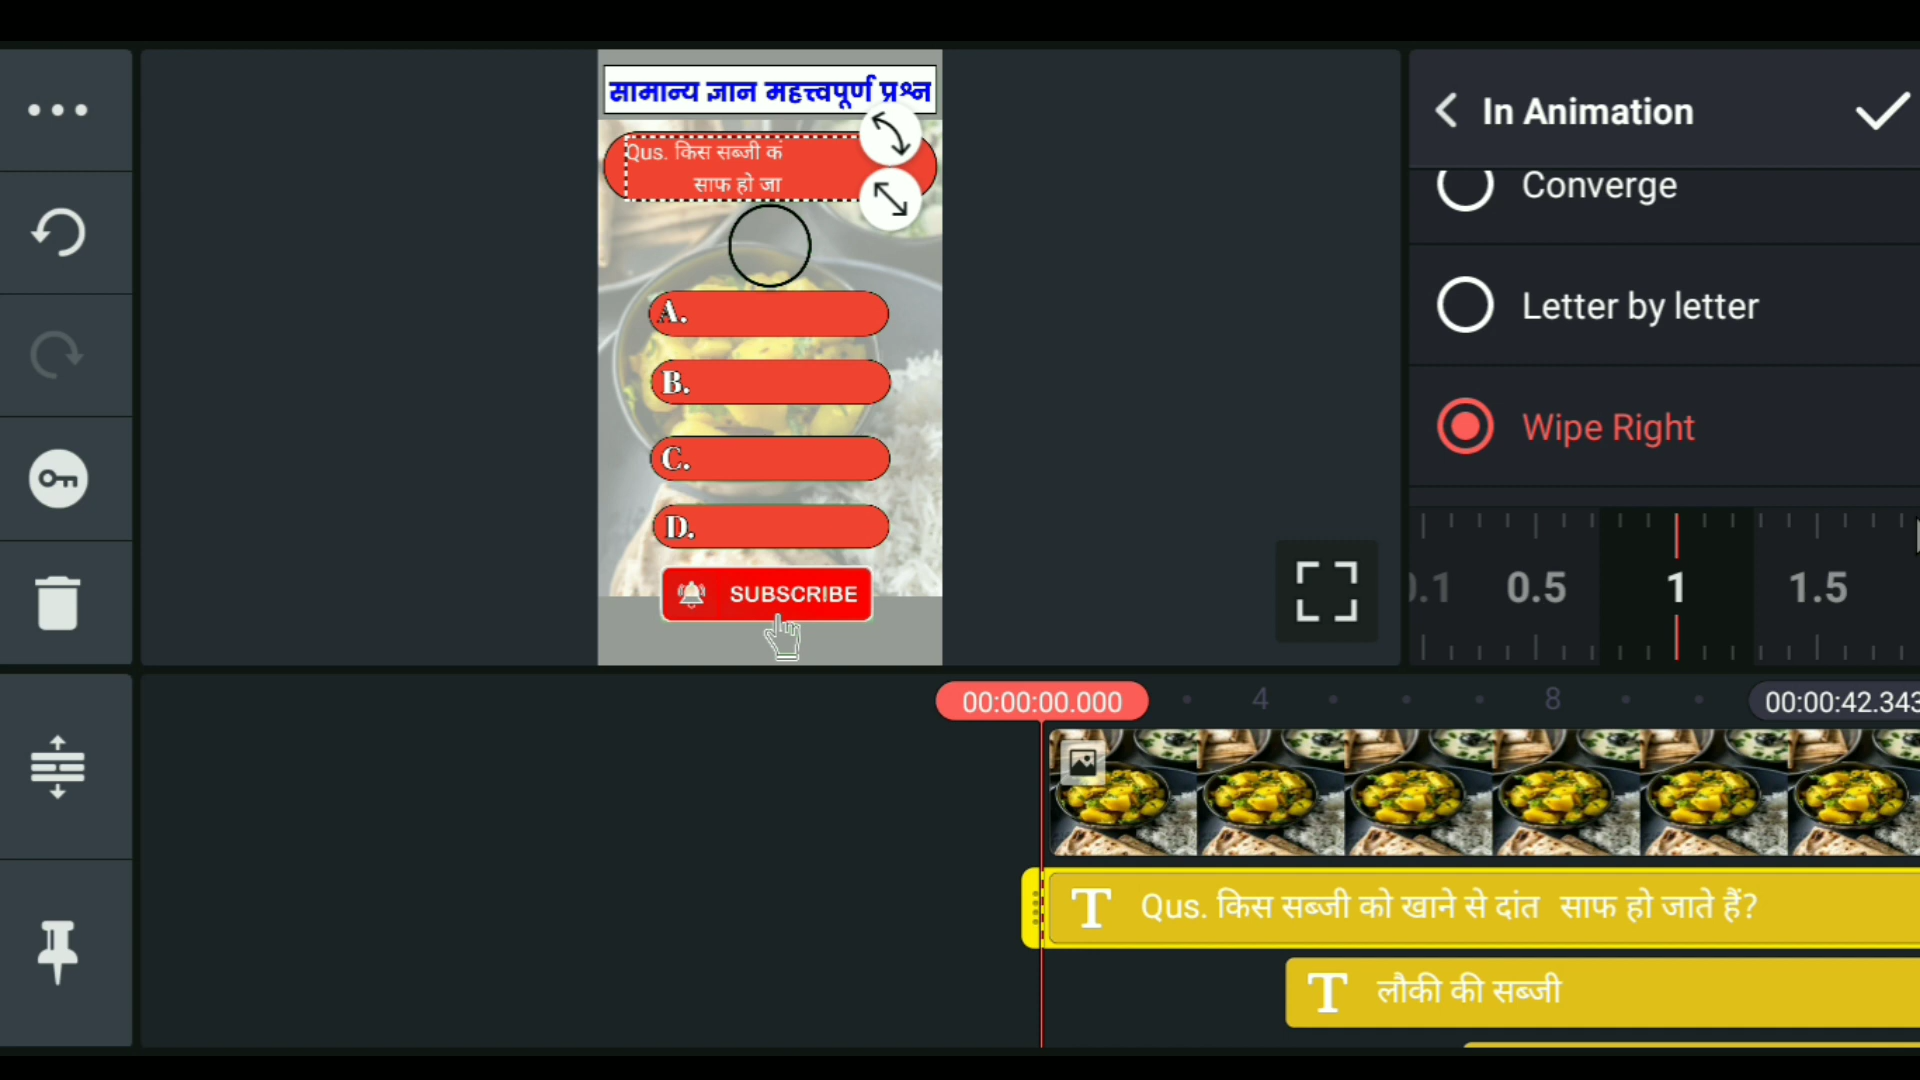 सामान्य ज्ञान महत्त्वपूर्ण प्रश्न
Qus. किस सब्जी क
साफ हो जा
A.
B.
C.
D.
SUBSCRIBE
In Animation
Converge
Letter by letter
Wipe Right
0.5 1 1.5
00:00:00.000 4 8 00:00:42.343
T Qus. किस सब्जी को खाने से दांत साफ हो जाते हैं?
T लौकी की सब्जी